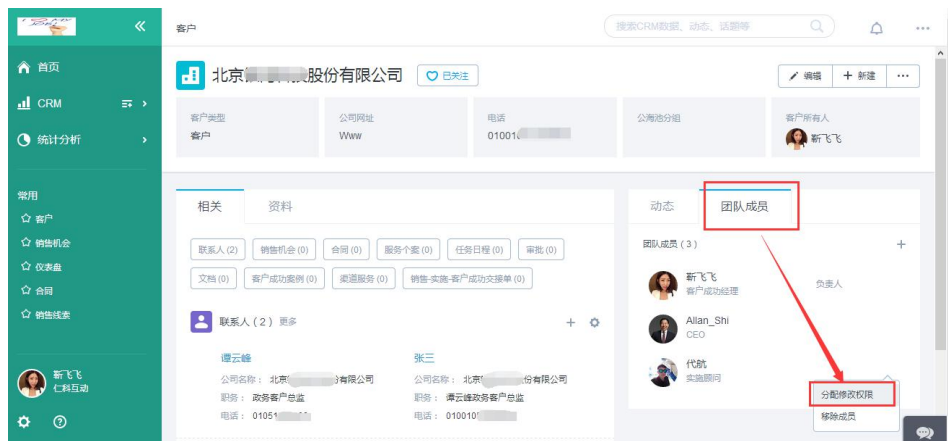 客户
搜索CRM数据、动态、话题等
首页
CRM
统计分析
常用
客户
销售机会
仪表盘
合同
销售线索
靳飞飞
仁科互动
北京 股份有限公司
已关注
编辑
新建
客户类型
客户
公司网址
Www
电话
01001
公海池分组
客户所有人
靳飞飞
相关
资料
联系人 (2)
销售机会 (0)
合同 (0)
服务个案 (0)
任务日程 (0)
审批 (0)
文档 (0)
客户成功案例 (0)
渠道服务 (0)
销售-实施-客户成功交接单 (0)
联系人 ( 2 ) 更多
谭云峰
公司名称： 北京 有限公司
职务： 政务客户总监
电话： 01051
张三
公司名称： 北京 份有限公司
职务： 谭云峰政务客户总监
电话： 010010
动态
团队成员
团队成员 ( 3 )
靳飞飞
客户成功经理
负责人
Allan_Shi
CEO
代航
实施顾问
分配修改权限
移除成员